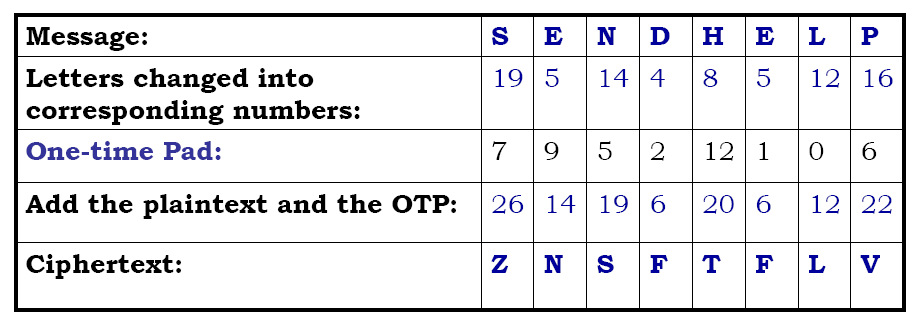 Message: S E N D H E L P
Letters changed into
corresponding numbers: 19 5 14 4 8 5 12 16
One-time Pad: 7 9 5 2 12 1 0 6
Add the plaintext and the OTP: 26 14 19 6 20 6 12 22
Ciphertext: Z N S F T F L V